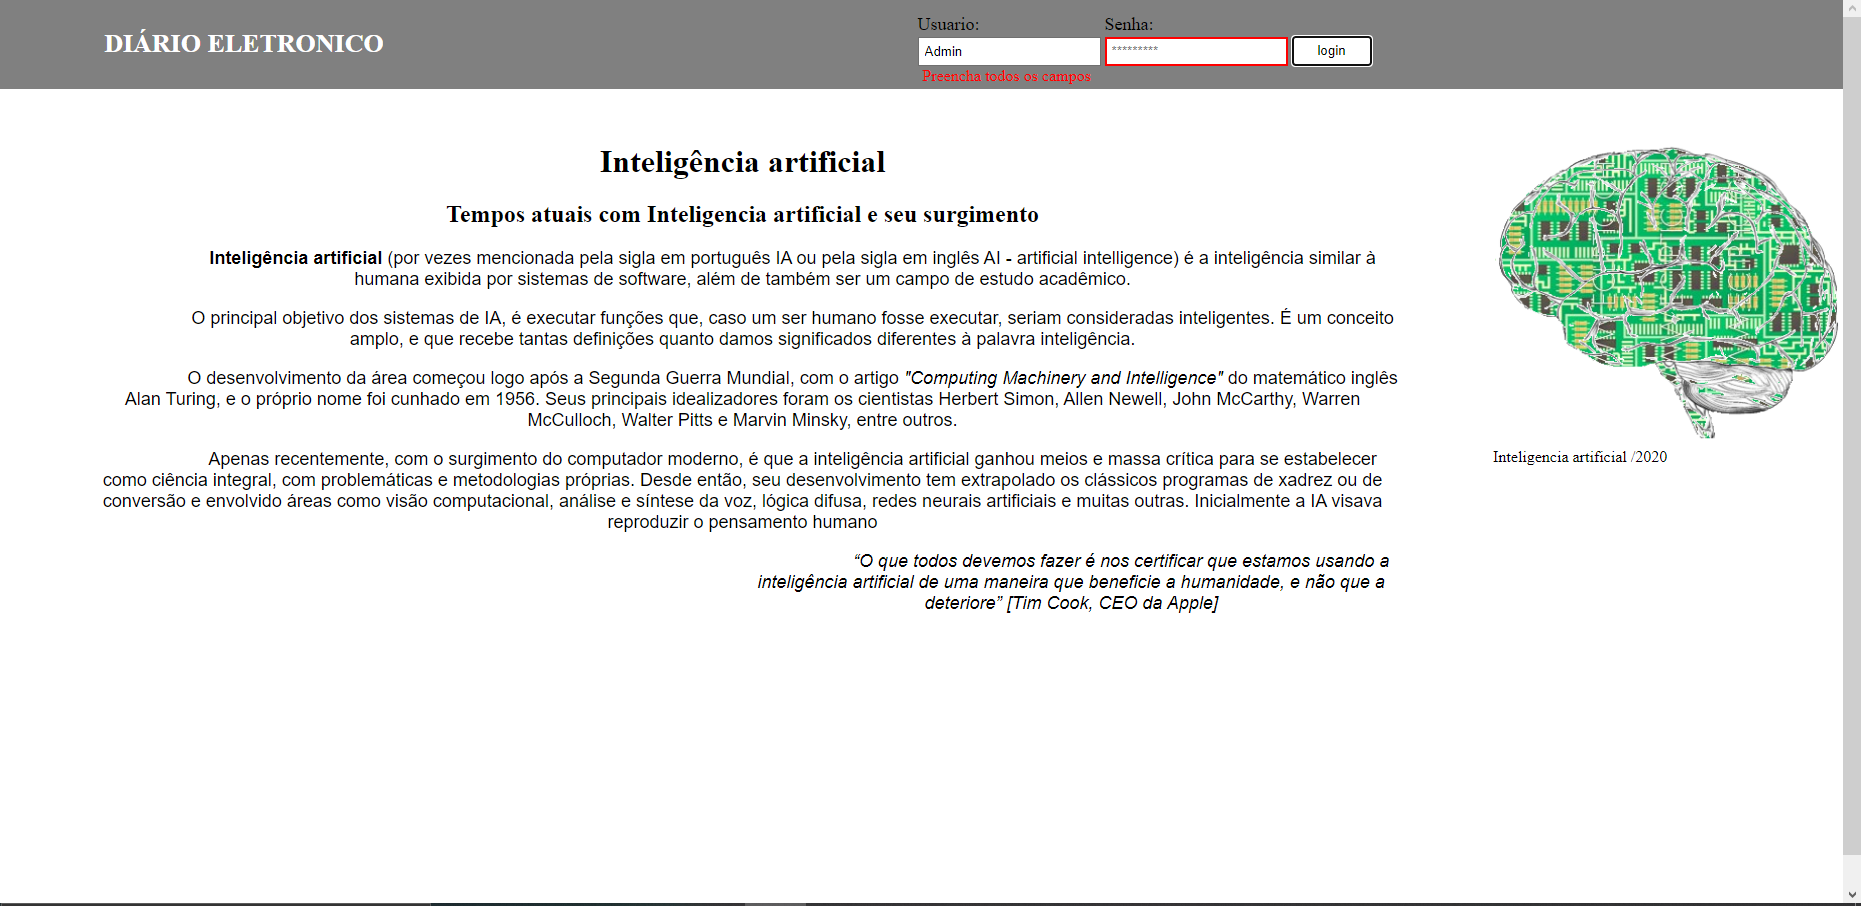 DIÁRIO ELETRONICO
Usuario:
Senha:
Admin
*********
login
Preencha todos os campos
Inteligência artificial
Tempos atuais com Inteligencia artificial e seu surgimento
Inteligência artificial (por vezes mencionada pela sigla em português IA ou pela sigla em inglês AI - artificial intelligence) é a inteligência similar à
humana exibida por sistemas de software, além de também ser um campo de estudo acadêmico.
O principal objetivo dos sistemas de IA, é executar funções que, caso um ser humano fosse executar, seriam consideradas inteligentes. É um conceito
amplo, e que recebe tantas definições quanto damos significados diferentes à palavra inteligência.
O desenvolvimento da área começou logo após a Segunda Guerra Mundial, com o artigo "Computing Machinery and Intelligence" do matemático inglês
Alan Turing, e o próprio nome foi cunhado em 1956. Seus principais idealizadores foram os cientistas Herbert Simon, Allen Newell, John McCarthy, Warren
McCulloch, Walter Pitts e Marvin Minsky, entre outros.
Apenas recentemente, com o surgimento do computador moderno, é que a inteligência artificial ganhou meios e massa crítica para se estabelecer
como ciência integral, com problemáticas e metodologias próprias. Desde então, seu desenvolvimento tem extrapolado os clássicos programas de xadrez ou de
conversão e envolvido áreas como visão computacional, análise e síntese da voz, lógica difusa, redes neurais artificiais e muitas outras. Inicialmente a IA visava
reproduzir o pensamento humano
“O que todos devemos fazer é nos certificar que estamos usando a
inteligência artificial de uma maneira que beneficie a humanidade, e não que a
deteriore” [Tim Cook, CEO da Apple]
Inteligencia artificial /2020